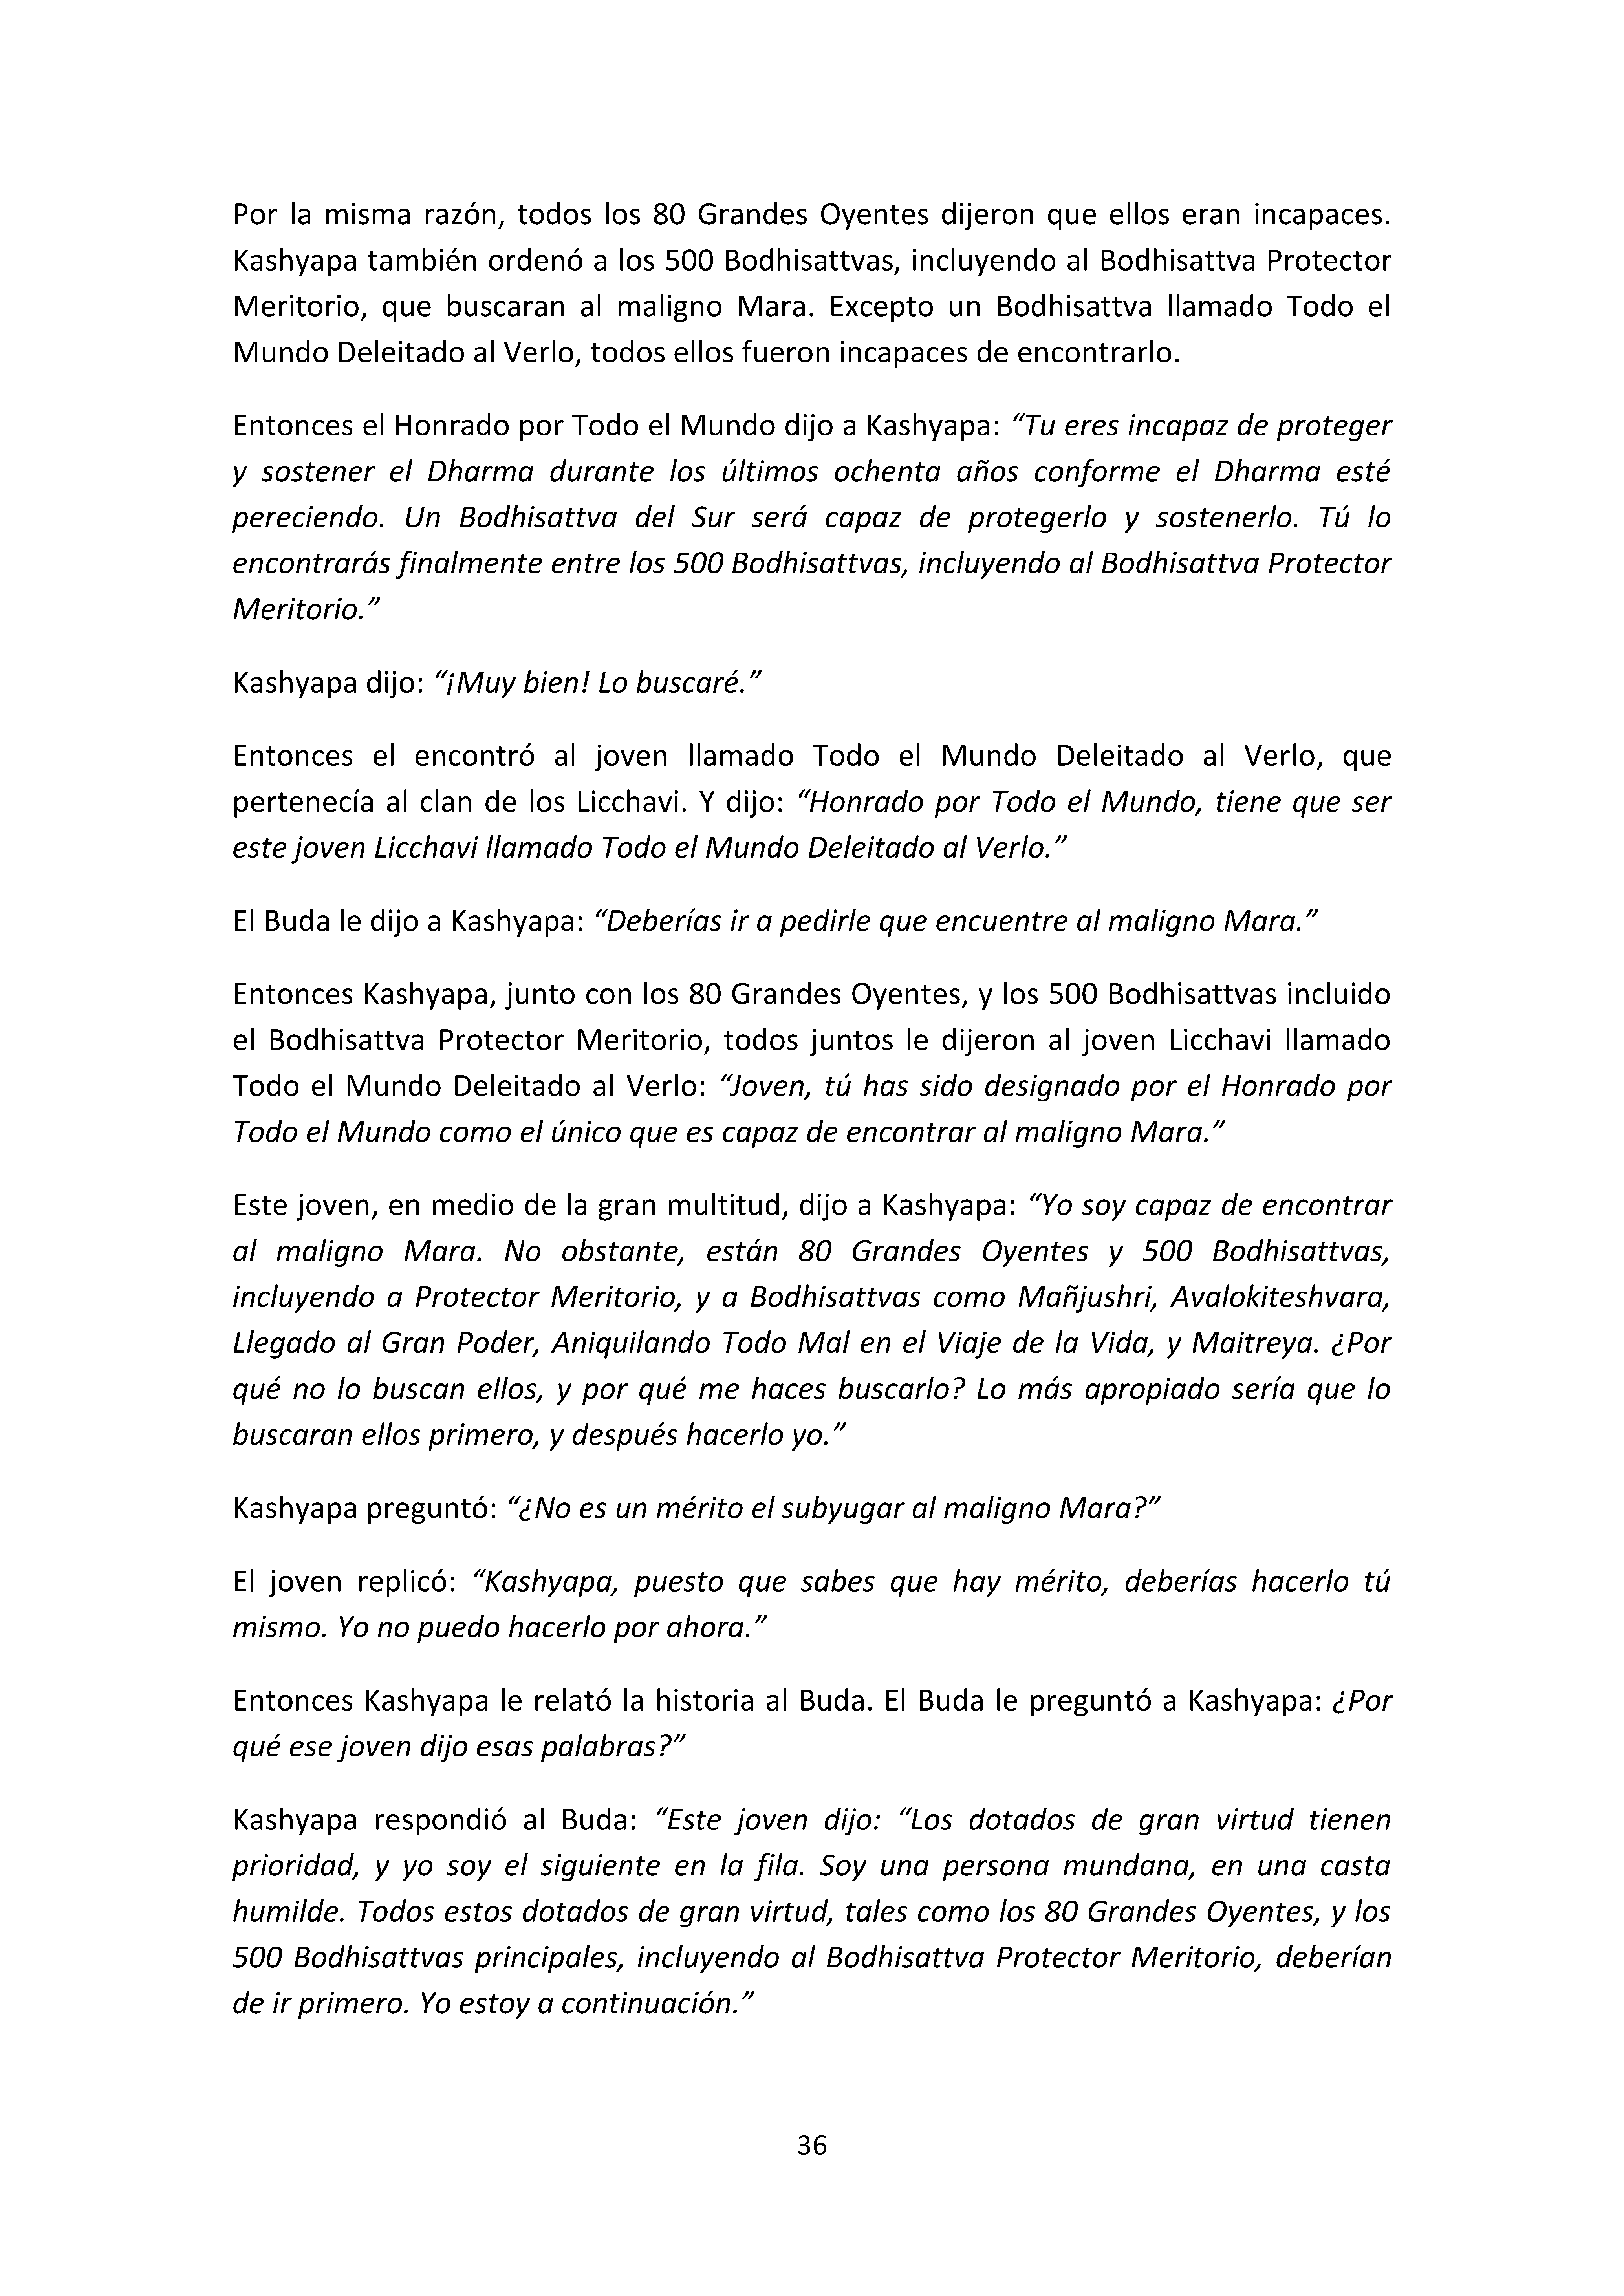 Por la misma razón, todos los 80 Grandes Oyentes dijeron que ellos eran incapaces.
Kashyapa también ordenó a los 500 Bodhisattvas, incluyendo al Bodhisattva Protector
Meritorio, que buscaran al maligno Mara. Excepto un Bodhisattva llamado Todo el
Mundo Deleitado al Verlo, todos ellos fueron incapaces de encontrarlo.
Entonces el Honrado por Todo el Mundo dijo a Kashyapa: “Tu eres incapaz de proteger
y sostener el Dharma durante los últimos ochenta años conforme el Dharma esté
pereciendo. Un Bodhisattva del Sur será capaz de protegerlo y sostenerlo. Tú lo
encontrarás finalmente entre los 500 Bodhisattvas, incluyendo al Bodhisattva Protector
Meritorio.”
Kashyapa dijo: “¡Muy bien! Lo buscaré.”
Entonces el encontró al joven llamado Todo el Mundo Deleitado al Verlo, que
pertenecía al clan de los Licchavi. Y dijo: “Honrado por Todo el Mundo, tiene que ser
este joven Licchavi llamado Todo el Mundo Deleitado al Verlo.”
El Buda le dijo a Kashyapa: “Deberías ir a pedirle que encuentre al maligno Mara.”
Entonces Kashyapa, junto con los 80 Grandes Oyentes, y los 500 Bodhisattvas incluido
el Bodhisattva Protector Meritorio, todos juntos le dijeron al joven Licchavi llamado
Todo el Mundo Deleitado al Verlo: “Joven, tú has sido designado por el Honrado por
Todo el Mundo como el único que es capaz de encontrar al maligno Mara.”
Este joven, en medio de la gran multitud, dijo a Kashyapa: “Yo soy capaz de encontrar
al maligno Mara. No obstante, están 80 Grandes Oyentes y 500 Bodhisattvas,
incluyendo a Protector Meritorio, y a Bodhisattvas como Mañjushri, Avalokiteshvara,
Llegado al Gran Poder, Aniquilando Todo Mal en el Viaje de la Vida, y Maitreya. ¿Por
qué no lo buscan ellos, y por qué me haces buscarlo? Lo más apropiado sería que lo
buscaran ellos primero, y después hacerlo yo.”
Kashyapa preguntó: “¿No es un mérito el subyugar al maligno Mara?”
El joven replicó: “Kashyapa, puesto que sabes que hay mérito, deberías hacerlo tú
mismo. Yo no puedo hacerlo por ahora.”
Entonces Kashyapa le relató la historia al Buda. El Buda le preguntó a Kashyapa: ¿Por
qué ese joven dijo esas palabras?”
Kashyapa respondió al Buda: “Este joven dijo: “Los dotados de gran virtud tienen
prioridad, y yo soy el siguiente en la fila. Soy una persona mundana, en una casta
humilde. Todos estos dotados de gran virtud, tales como los 80 Grandes Oyentes, y los
500 Bodhisattvas principales, incluyendo al Bodhisattva Protector Meritorio, deberían
de ir primero. Yo estoy a continuación.”
36